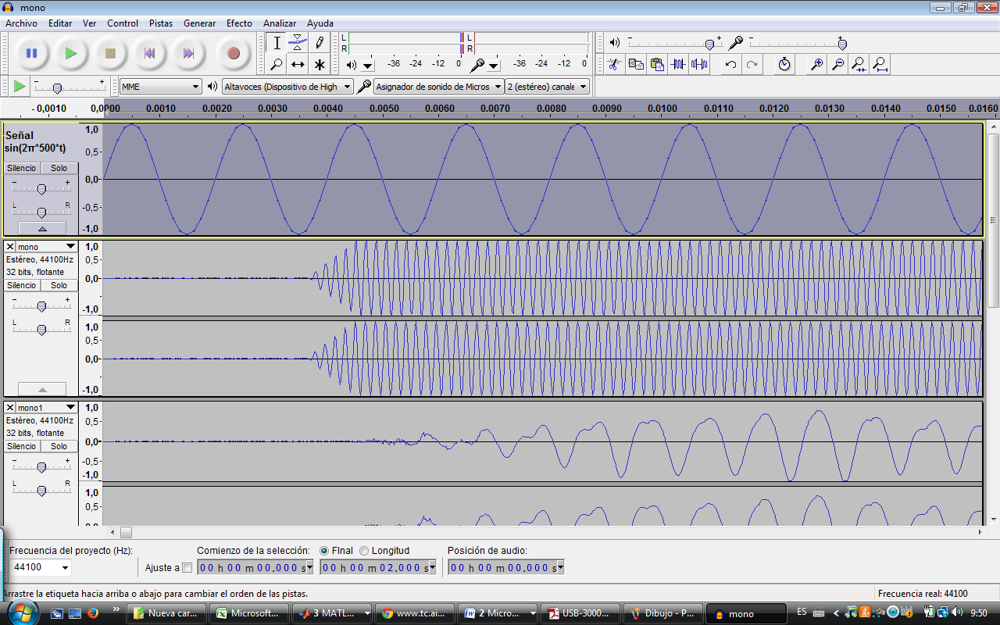 mono
Archivo Editar Ver Control Pistas Generar Efecto Analizar Ayuda
L
R
-36 -24 -12 0
L
R
-36 -24 -12 0
MME
Altavoces (Dispositivo de High
Asignador de sonido de Micros
2 (estéreo) canale
- 0,0010 0,0000 0.0010 0.0020 0.0030 0.0040 0.0050 0.0060 0.0070 0.0080 0.0090 0.0100 0.0110 0.0120 0.0130 0.0140 0.0150 0.0160
Señal
sin(2π*500*t)
Silencio Solo
- +
L R
1,0
0,5-
0,0-
-0,5-
-1,0
mono
Estéreo, 44100Hz
32 bits, flotante
Silencio Solo
- +
L R
1,0
0,5-
0,0-
-1,0
1,0
0,5-
0,0-
-1,0
mono1
Estéreo, 44100Hz
32 bits, flotante
Silencio Solo
- +
L R
1,0
0,5-
0,0-
-0,5-
-1,0
1,0
0,5-
0,0-
Frecuencia del proyecto (Hz):
44100
Ajuste a
Comienzo de la selección:
00 h 00 m 00.000 s
FInal Longitud
00 h 00 m 02.000 s
Posición de audio:
00 h 00 m 00.000 s
Arrastre la etiqueta hacia arriba o abajo para cambiar el orden de las pistas.
Frecuencia real: 44100
Nueva car...
Microsoft...
3 MATL...
www.tc.ai...
2 Micro...
USB-3000...
Dibujo - P...
mono
ES
9:50